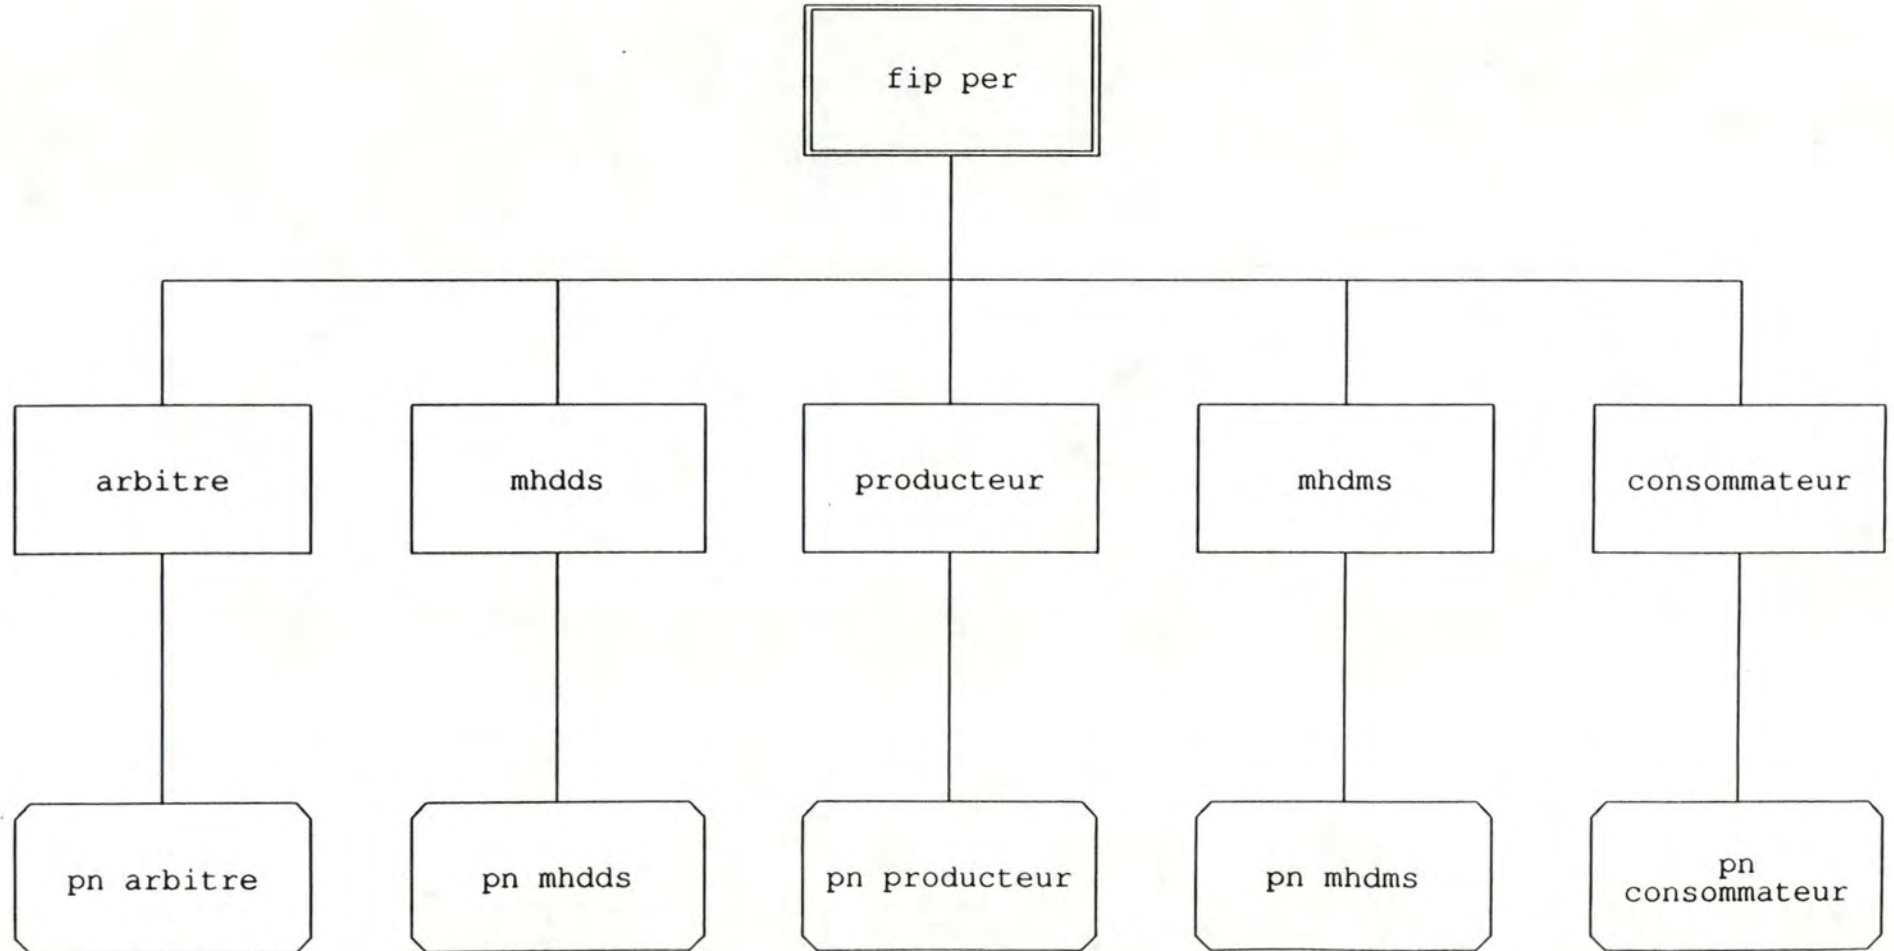 fip per
arbitre
mhdds
producteur
mhdms
consommateur
pn arbitre
pn mhdds
pn producteur
pn mhdms
pn
consommateur